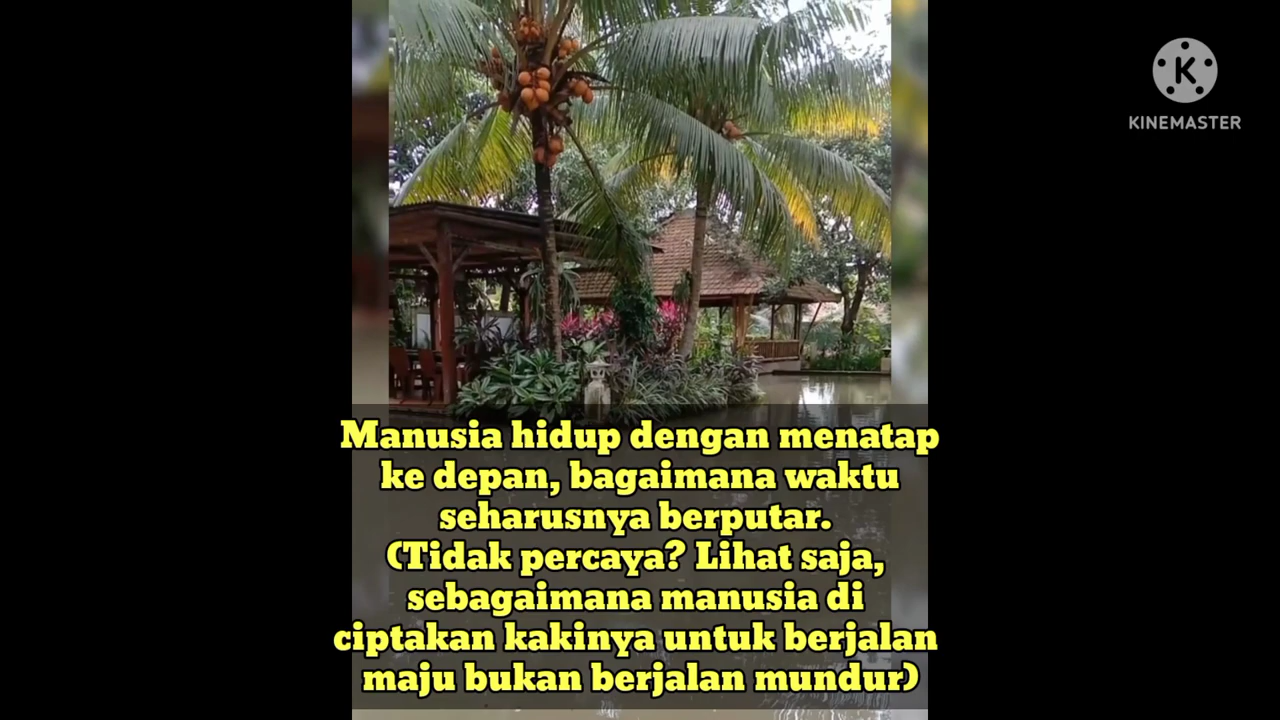 KINEMASTER
Manusia hidup dengan menatap
ke depan, bagaimana waktu
seharusnya berputar.
(Tidak percaya? Lihat saja,
sebagaimana manusia di
ciptakan kakinya untuk berjalan
maju bukan berjalan mundur)